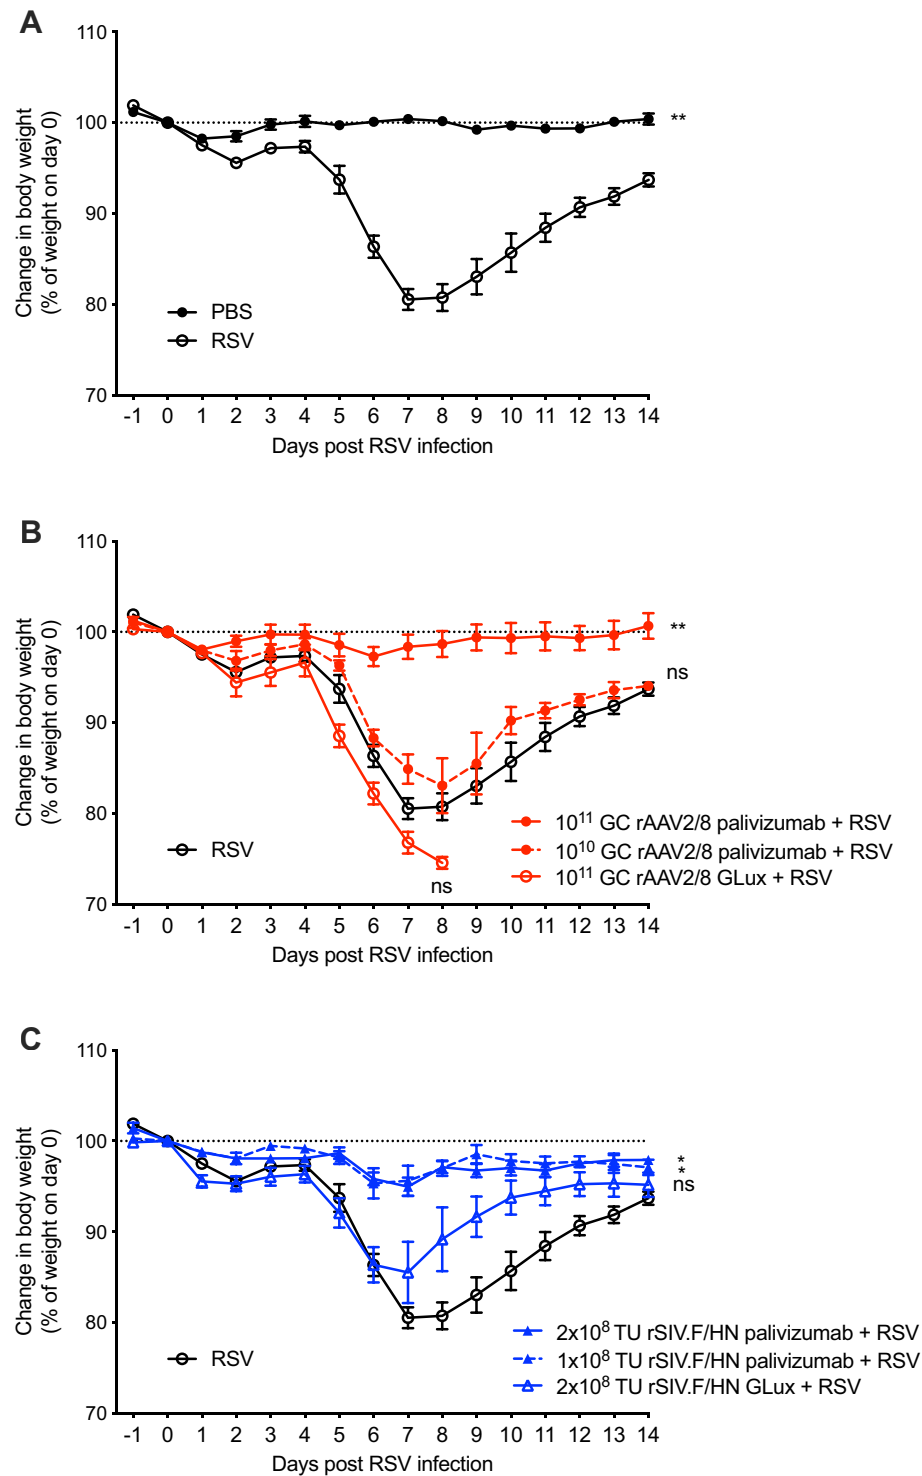 A
110
100
90
80
70
Change in body weight
(% of weight on day 0)
**
PBS
RSV
-1 0 1 2 3 4 5 6 7 8 9 10 11 12 13 14
Days post RSV infection
B
110
100
90
80
70
Change in body weight
(% of weight on day 0)
**
ns
RSV
10¹¹ GC rAAV2/8 palivizumab + RSV
10¹⁰ GC rAAV2/8 palivizumab + RSV
10¹¹ GC rAAV2/8 GLux + RSV
ns
-1 0 1 2 3 4 5 6 7 8 9 10 11 12 13 14
Days post RSV infection
C
110
100
90
80
70
Change in body weight
(% of weight on day 0)
*
*
ns
RSV
2x10⁸ TU rSIV.F/HN palivizumab + RSV
1x10⁸ TU rSIV.F/HN palivizumab + RSV
2x10⁸ TU rSIV.F/HN GLux + RSV
-1 0 1 2 3 4 5 6 7 8 9 10 11 12 13 14
Days post RSV infection